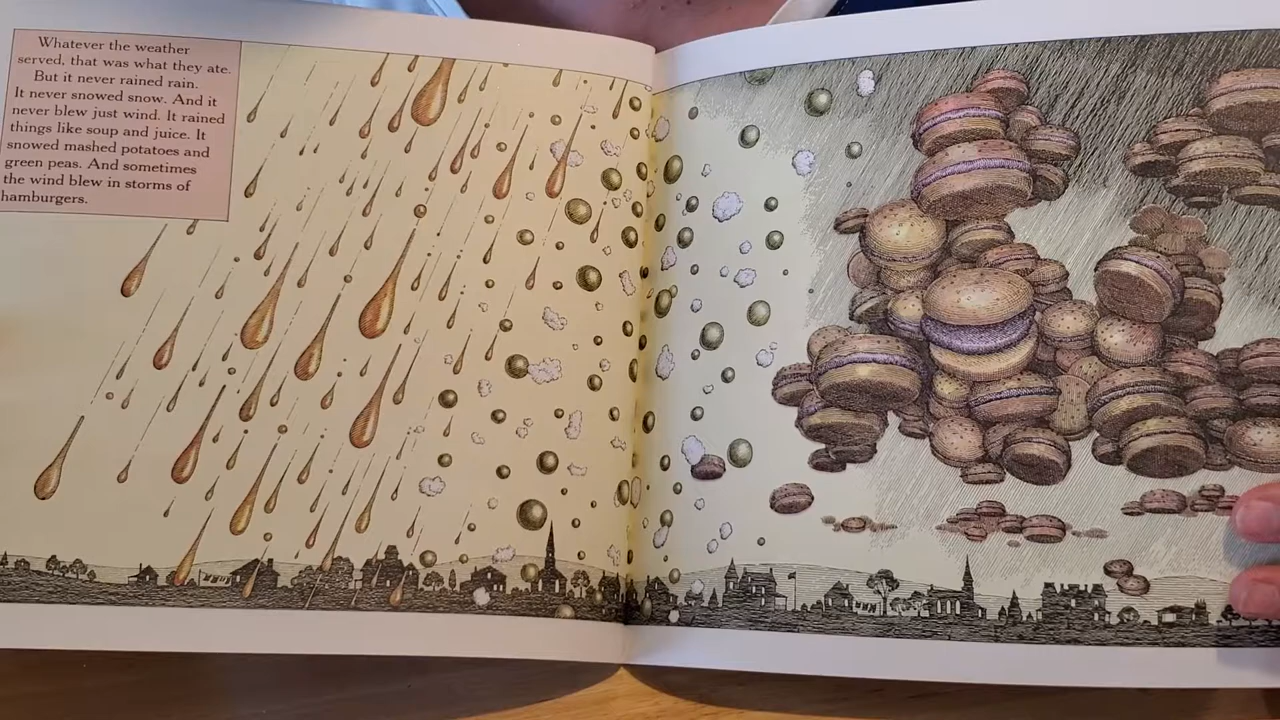 Whatever the weather
served, that was what they ate.
But it never rained rain.
It never snowed snow. And it
never blew just wind. It rained
things like soup and juice. It
snowed mashed potatoes and
green peas. And sometimes
the wind blew in storms of
hamburgers.